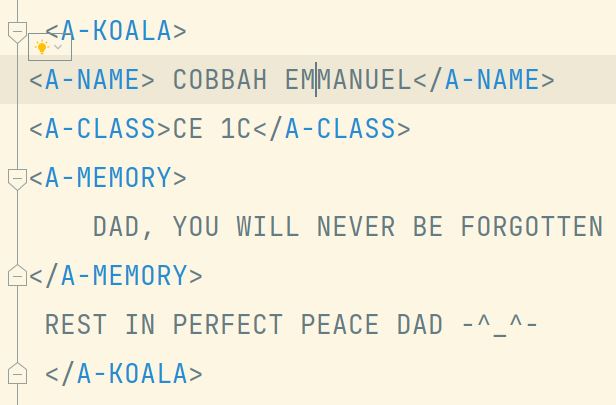 <A-KOALA>
<A-NAME> COBBAH EMMANUEL</A-NAME>
<A-CLASS>CE 1C</A-CLASS>
<A-MEMORY>
DAD, YOU WILL NEVER BE FORGOTTEN
</A-MEMORY>
REST IN PERFECT PEACE DAD -^_^-
</A-KOALA>